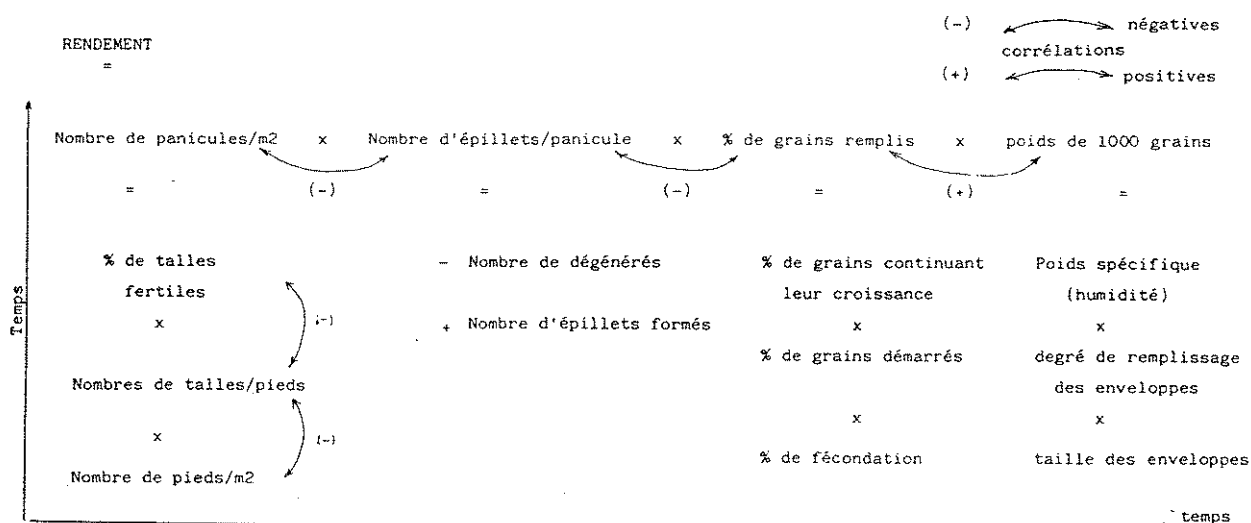 (-) négatives
RENDEMENT
corrélations
=
(+) positives
Nombre de panicules/m2 x Nombre d'épillets/panicule x % de grains remplis x poids de 1000 grains
= (-) = (-) = (+) =
% de talles - Nombre de dégénérés % de grains continuant Poids spécifique
fertiles leur croissance (humidité)
x (-) + Nombre d'épillets formés x x
Temps
% de grains démarrés degré de remplissage
Nombres de talles/pieds des enveloppes
x (-) x x
% de fécondation taille des enveloppes
Nombre de pieds/m2
temps